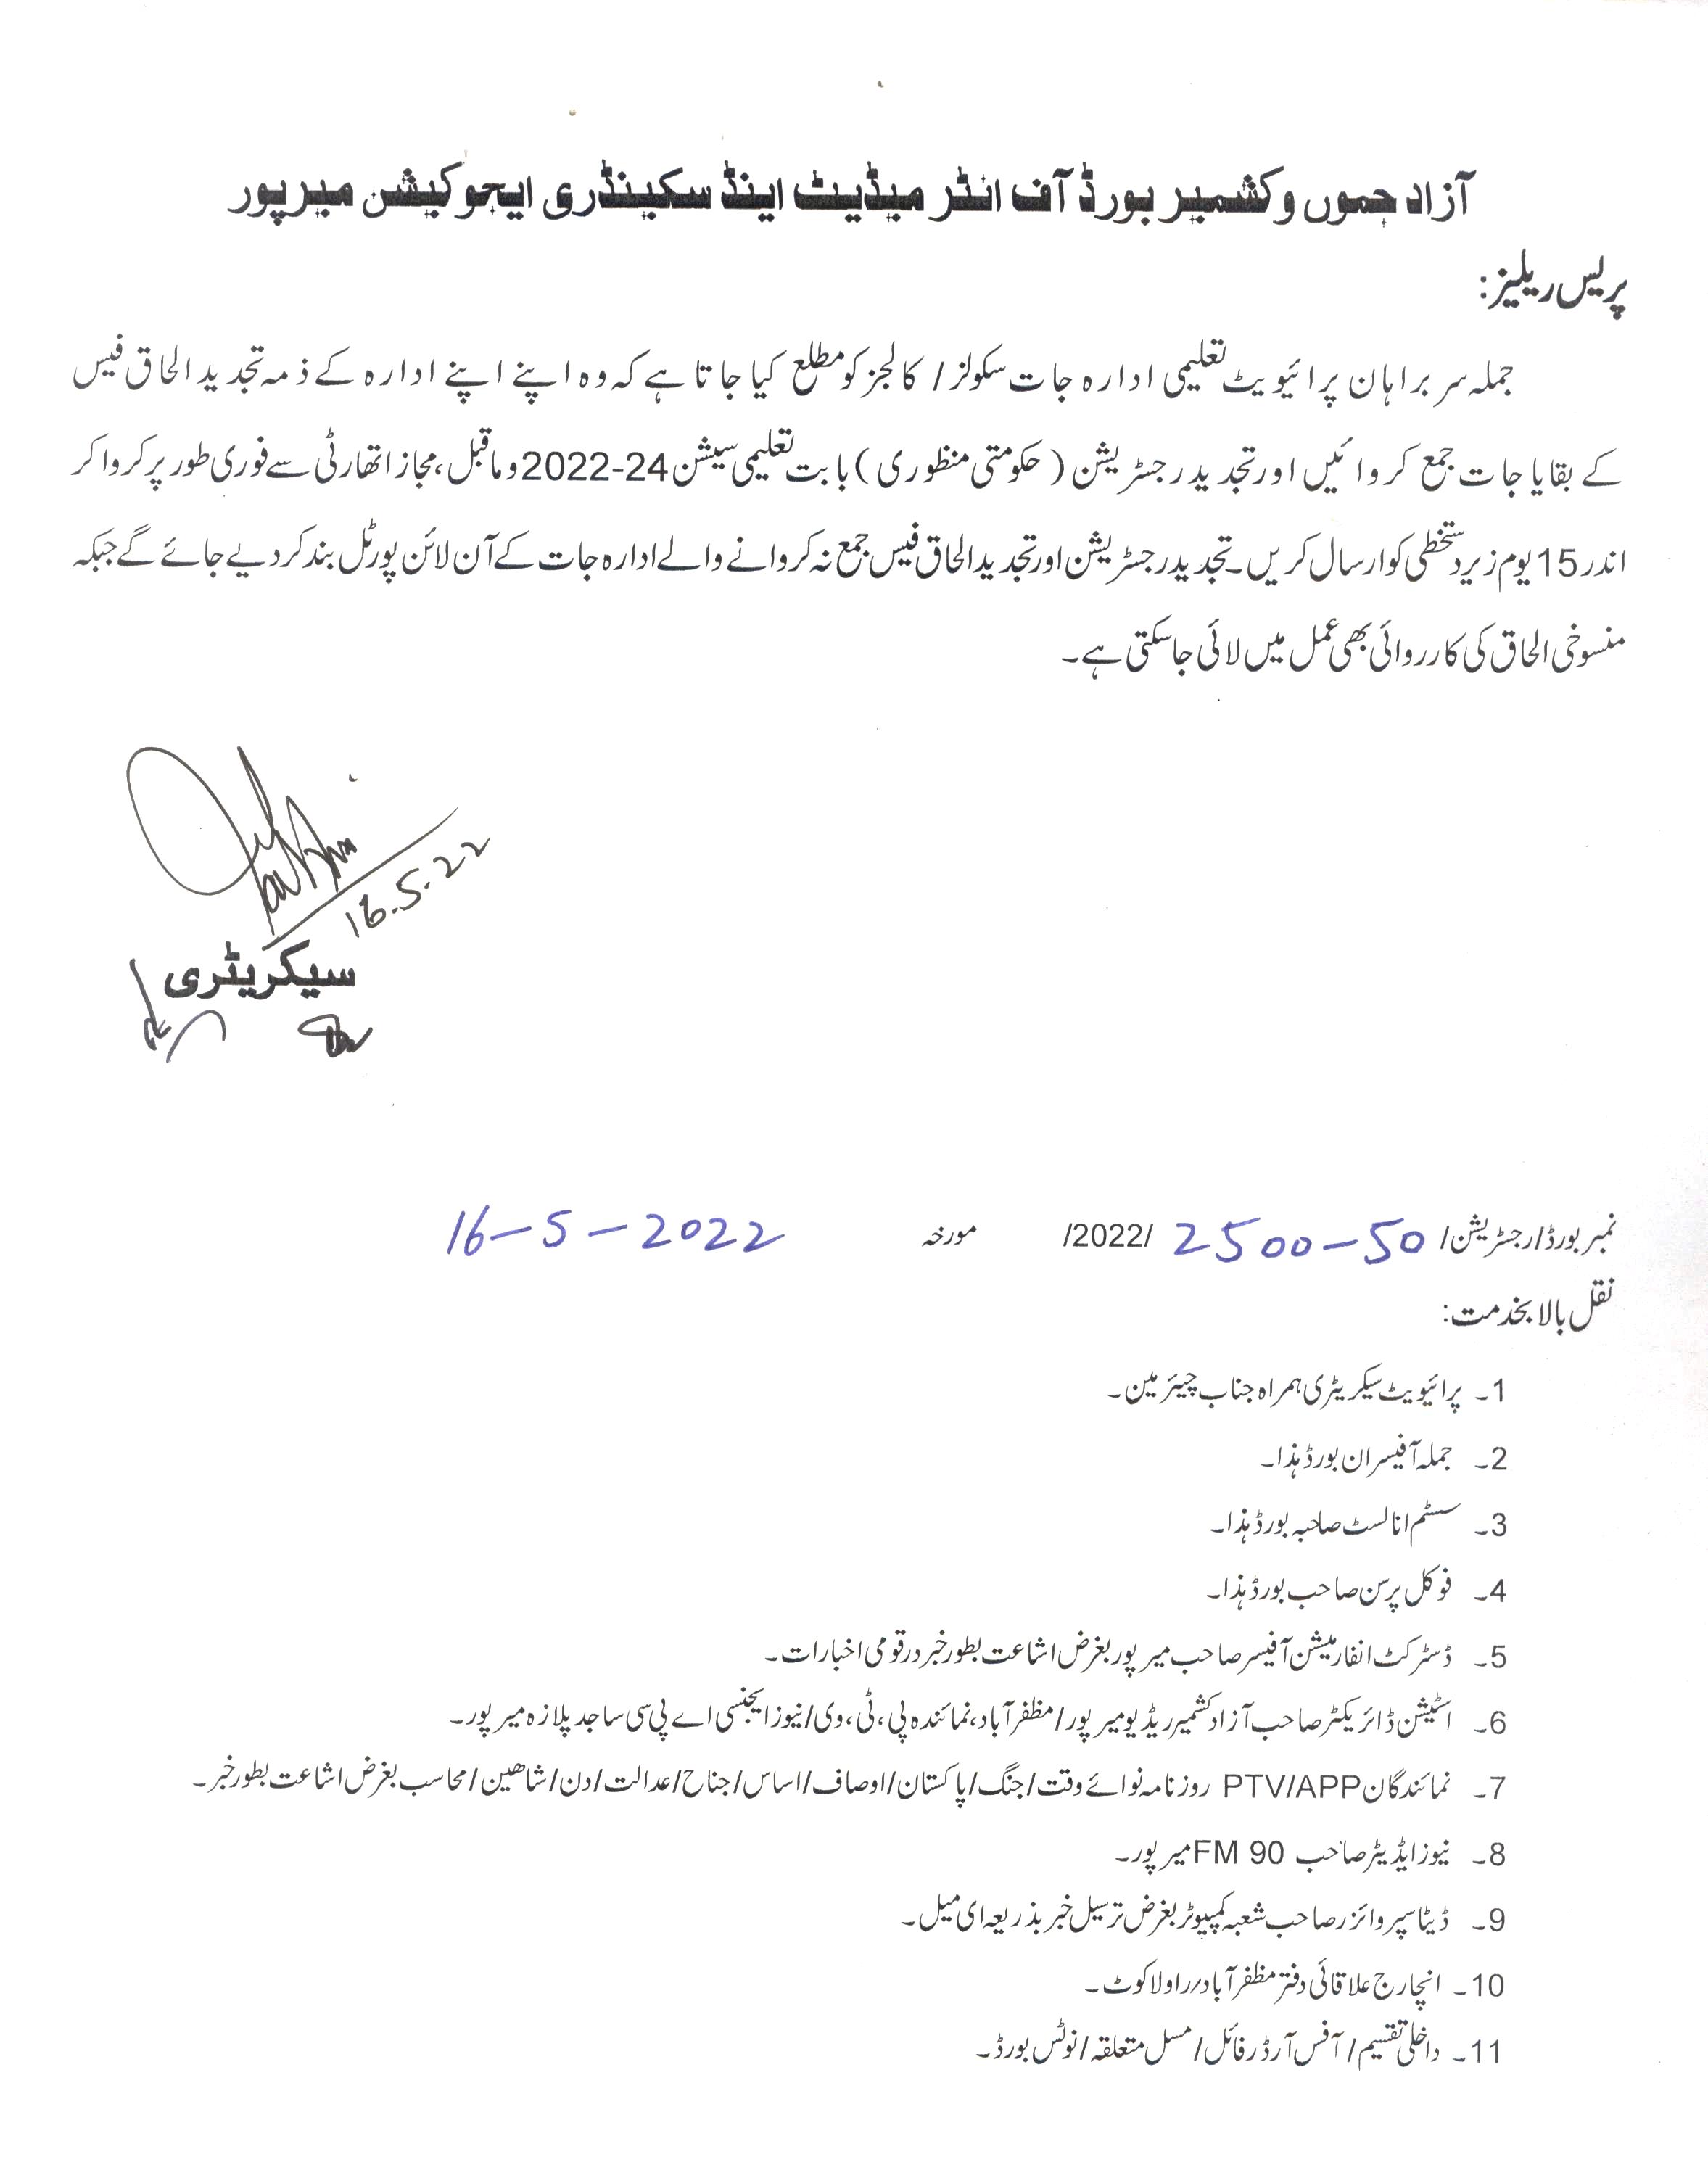 آزاد جموں و کشمیر بورڈ آف انٹر میڈیٹ اینڈ سکینڈری ایجوکیشن میرپور
پریس ریلیز:
جملہ سربراہان پرائیویٹ تعلیمی ادارہ جات سکولز/ کالجز کو مطلع کیا جاتا ہے کہ وہ اپنے اپنے ادارہ کے ذمہ تجدید الحاق فیس
کے بقایا جات جمع کروائیں اور تجدید رجسٹریشن (حکومتی منظوری) بابت تعلیمی سیشن 2022-24 و ماقبل، مجاز اتھارٹی سے فوری طور پر کروا کر
اندر 15 یوم زیر دستخطی کو ارسال کریں۔ تجدید رجسٹریشن اور تجدید الحاق فیس جمع نہ کروانے والے ادارہ جات کے آن لائن پورٹل بند کر دیے جائے گے جبکہ
منسوخی الحاق کی کارروائی بھی عمل میں لائی جاسکتی ہے۔
16.5.22
سیکریٹری
نمبر بورڈ/رجسٹریشن/ 2500-50 /2022/ مورخہ 16-5-2022
نقل بالا بخدمت:
1۔ پرائیویٹ سیکریٹری ہمراہ جناب چیئرمین۔
2۔ جملہ آفیسران بورڈ ہذا۔
3۔ سسٹم انالسٹ صاحبہ بورڈ ہذا۔
4۔ فوکل پرسن صاحب بورڈ ہذا۔
5۔ ڈسٹرکٹ انفارمیشن آفیسر صاحب میرپور بغرض اشاعت بطور خبر در قومی اخبارات۔
6۔ اسٹیشن ڈائریکٹر صاحب آزاد کشمیر ریڈیو میرپور/مظفرآباد، نمائندہ پی، ٹی، وی/نیوز ایجنسی اے پی سی ساجد پلازہ میرپور۔
7۔ نمائندگان PTV/APP روزنامہ نوائے وقت/جنگ/پاکستان/اوصاف/اساس/جناح/عدالت/دن/شاھین/محاسب بغرض اشاعت بطور خبر۔
8۔ نیوز ایڈیٹر صاحب FM 90 میرپور۔
9۔ ڈیٹا سپروائزر صاحب شعبہ کمپیوٹر بغرض ترسیل خبر بذریعہ ای میل۔
10۔ انچارج علاقائی دفتر مظفرآباد/راولاکوٹ۔
11۔ داخلی تقسیم/آفس آرڈر فائل/مسل متعلقہ/نوٹس بورڈ۔